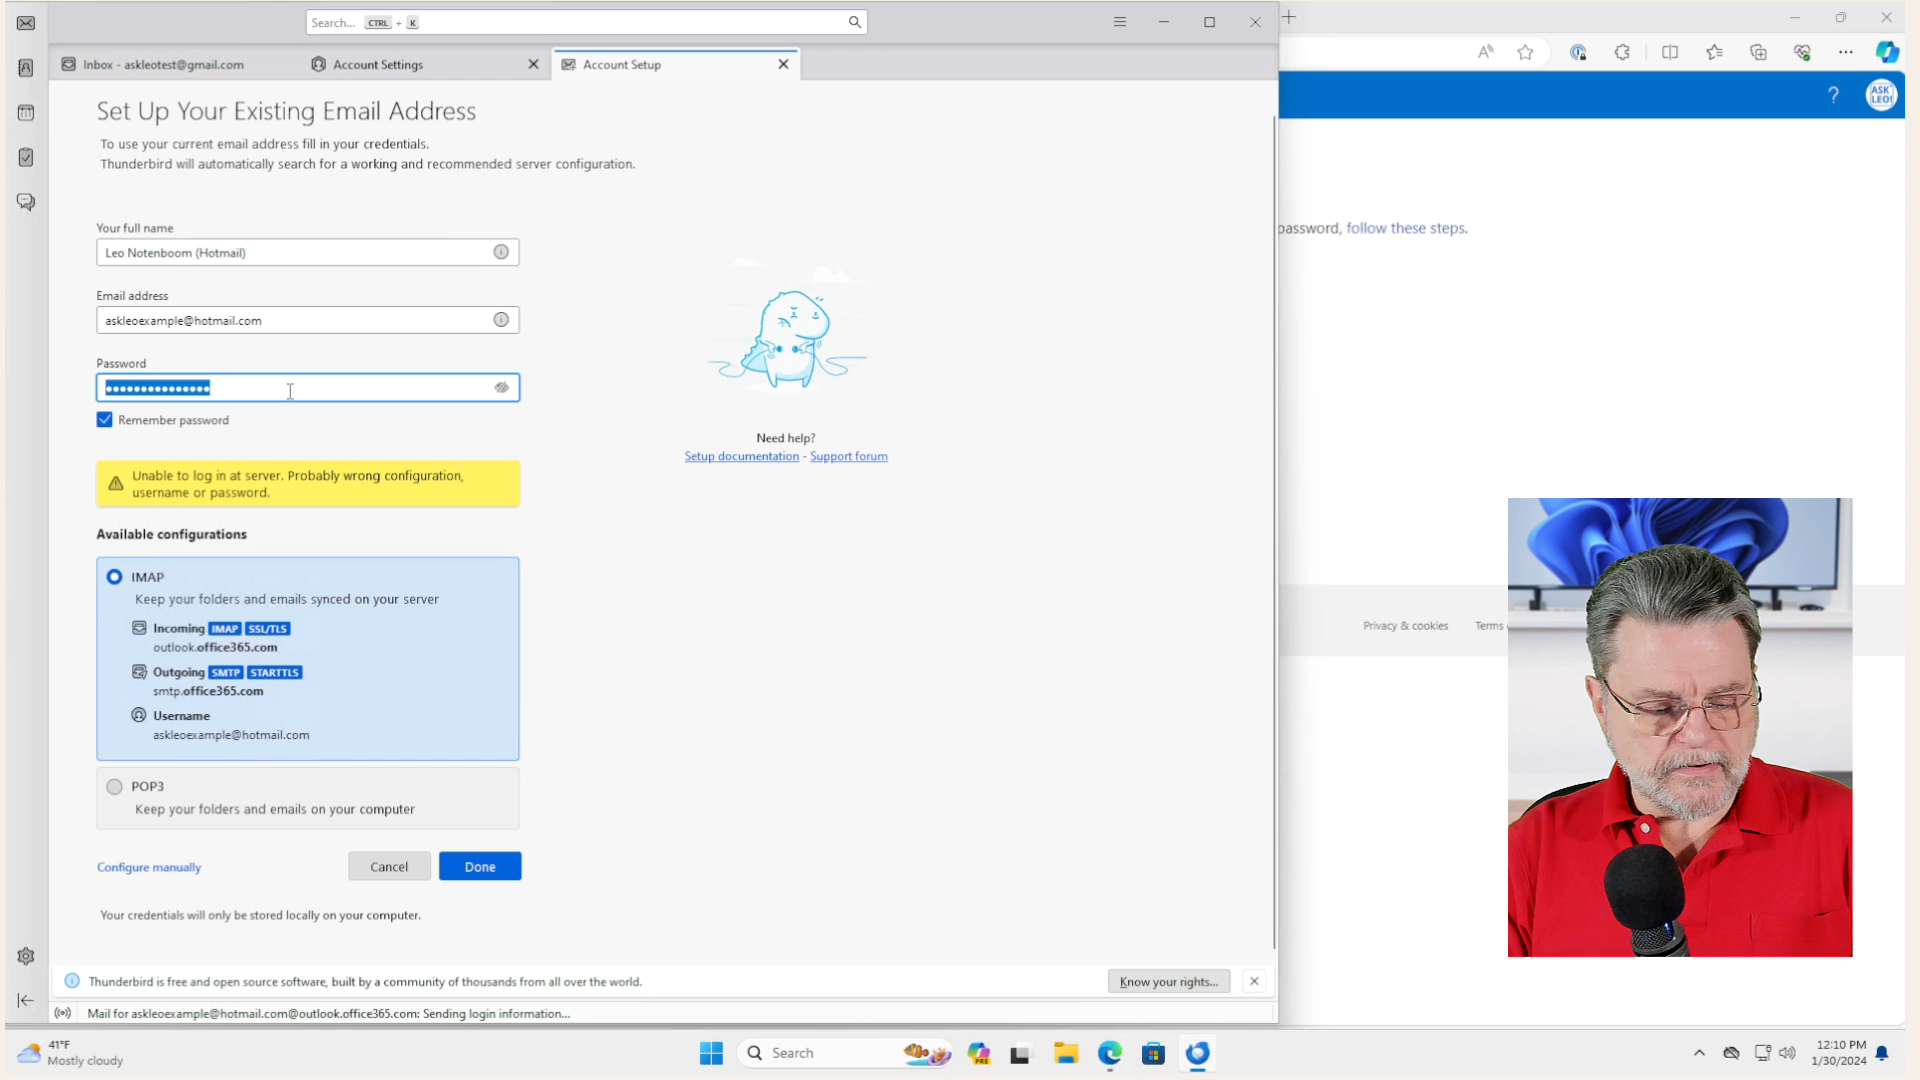 Search... CTRL + K
Inbox - askleotest@gmail.com
Account Settings
Account Setup
Set Up Your Existing Email Address
To use your current email address fill in your credentials.
Thunderbird will automatically search for a working and recommended server configuration.
Your full name
Leo Notenboom (Hotmail)
Email address
askleoexample@hotmail.com
Password
Remember password
Unable to log in at server. Probably wrong configuration,
username or password.
Available configurations
IMAP
Keep your folders and emails synced on your server
Incoming IMAP SSL/TLS
outlook.office365.com
Outgoing SMTP STARTTLS
smtp.office365.com
Username
askleoexample@hotmail.com
POP3
Keep your folders and emails on your computer
Configure manually
Cancel
Done
Your credentials will only be stored locally on your computer.
Need help?
Setup documentation - Support forum
Thunderbird is free and open source software, built by a community of thousands from all over the world.
Know your rights...
Mail for askleoexample@hotmail.com@outlook.office365.com: Sending login information...
?
ASK
LEO!
password, follow these steps.
Privacy & cookies
Terms
41°F
Mostly cloudy
Search
PRE
12:10 PM
1/30/2024